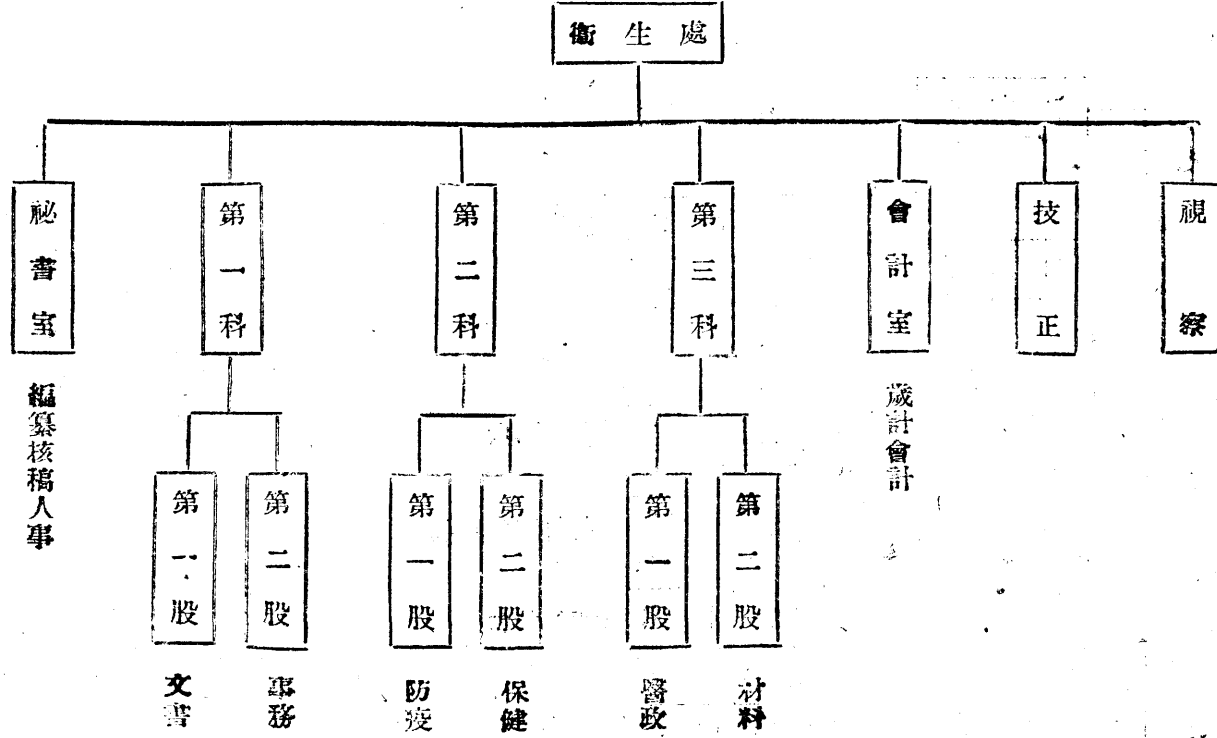 衞生處
祕書室
第一科
第二科
第三科
會計室
技正
視察
編纂核稿人事
歲計會計
第一股
第二股
第一股
第二股
第一股
第二股
文書
事務
防疫
保健
醫政
材料